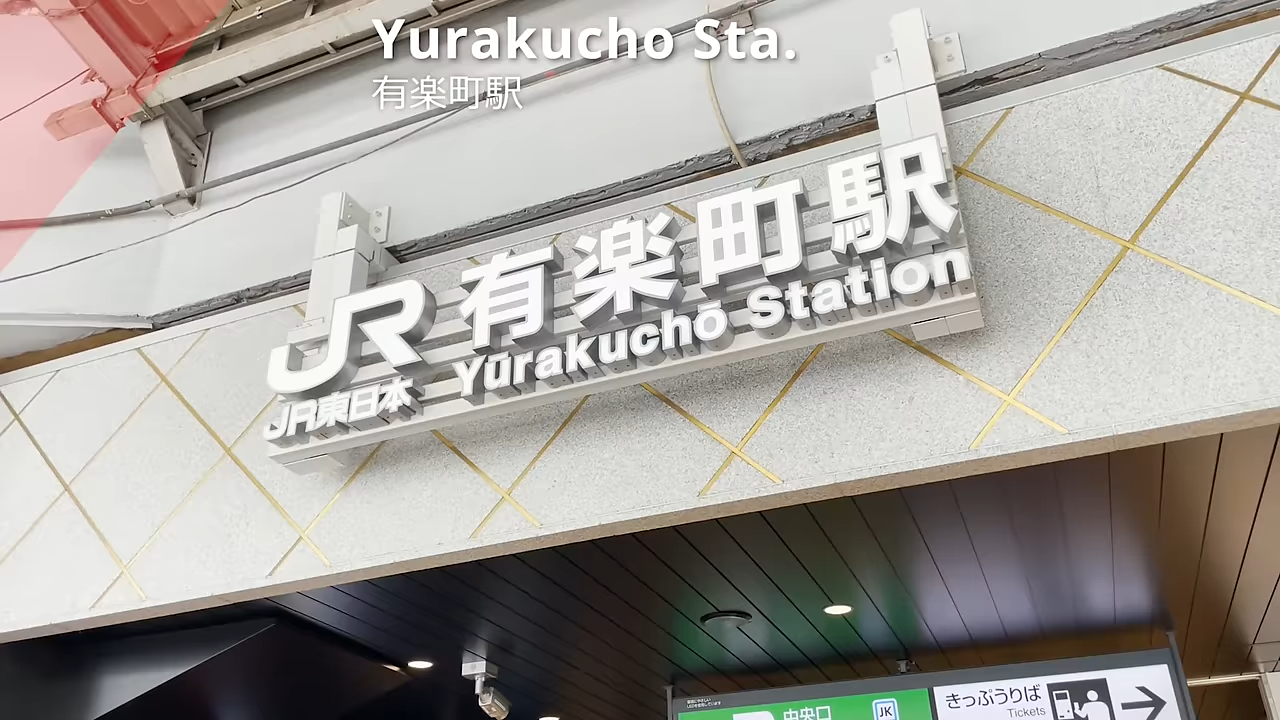 Yurakucho Sta.
有楽町駅
JR 有楽町駅
JR東日本 Yūrakuchō Station
中央口
JK
きっぷうりば
Tickets